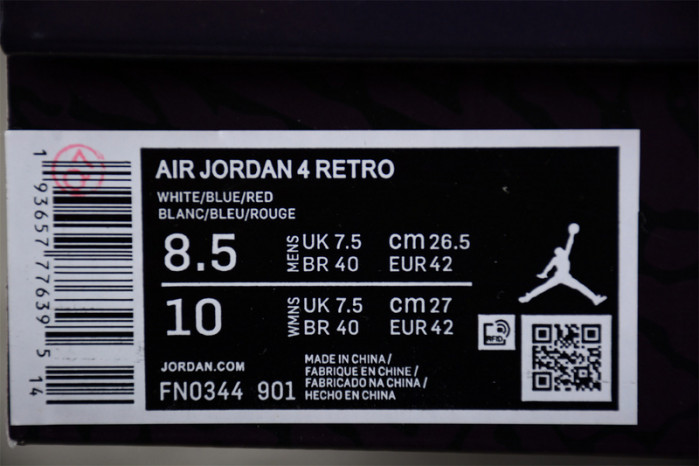 AIR JORDAN 4 RETRO
WHITE/BLUE/RED
BLANC/BLEU/ROUGE
8.5 MENS UK 7.5 cm 26.5
BR 40 EUR 42
10 WMNS UK 7.5 cm 27
BR 40 EUR 42
JORDAN.COM
FN0344 901
MADE IN CHINA/
FABRIQUE EN CHINE/
FABRICADO NA CHINA/
HECHO EN CHINA
RFID
1 93657 77639 5 14